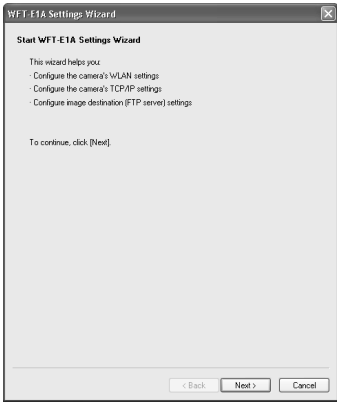 WFT-E1A Settings Wizard
Start WFT-E1A Settings Wizard
This wizard helps you:
· Configure the camera's WLAN settings
· Configure the camera's TCP/IP settings
· Configure image destination (FTP server) settings
To continue, click [Next].
< Back Next > Cancel